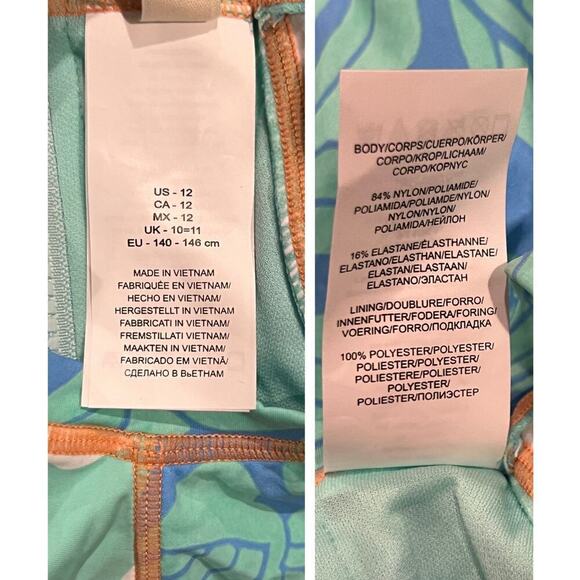 US - 12
CA - 12
MX - 12
UK - 10=11
EU - 140 - 146 cm
MADE IN VIETNAM/
FABRIQUÉE EN VIETNAM/
HECHO EN VIETNAM/
HERGESTELLT IN VIETNAM/
FABBRICATI IN VIETNAM/
FREMSTILLATI VIETNAM/
MAAKTEN IN VIETNAM/
FABRICADO EM VIETNÃ/
СДЕЛАНО В ВьЕТНАМ
BODY/CORPS/CUERPO/KÖRPER/
CORPO/KROP/LICHAAM/
CORPO/КОРПУС
84% NYLON/POLIAMIDE/
POLIAMIDA/POLIAMDE/NYLON/
NYLON/NYLON/
POLIAMIDA/НЕЙЛОН
16% ELASTANE/ÉLASTHANNE/
ELASTANO/ELASTHAN/ELASTANE/
ELASTAN/ELASTAAN/
ELASTANO/ЭЛАСТАН
LINING/DOUBLURE/FORRO/
INNENFUTTER/FODERA/FORING/
VOERING/FORRO/ПОДКЛАДКА
100% POLYESTER/POLYESTER/
POLIESTER/POLYESTER/
POLIESTERE/POLIESTER/
POLYESTER/
POLIESTER/ПОЛИЭСТЕР